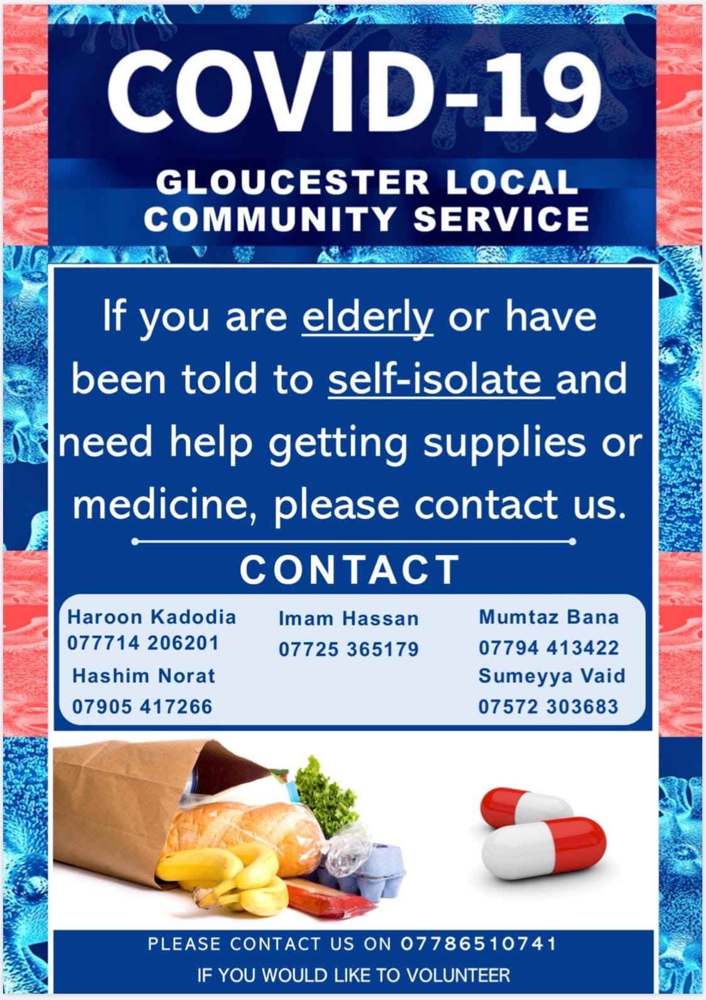 COVID-19
GLOUCESTER LOCAL
COMMUNITY SERVICE
If you are elderly or have
been told to self-isolate and
need help getting supplies or
medicine, please contact us.
CONTACT
Haroon Kadodia
077714 206201
Hashim Norat
07905 417266
Imam Hassan
07725 365179
Mumtaz Bana
07794 413422
Sumeyya Vaid
07572 303683
PLEASE CONTACT US ON 07786510741
IF YOU WOULD LIKE TO VOLUNTEER